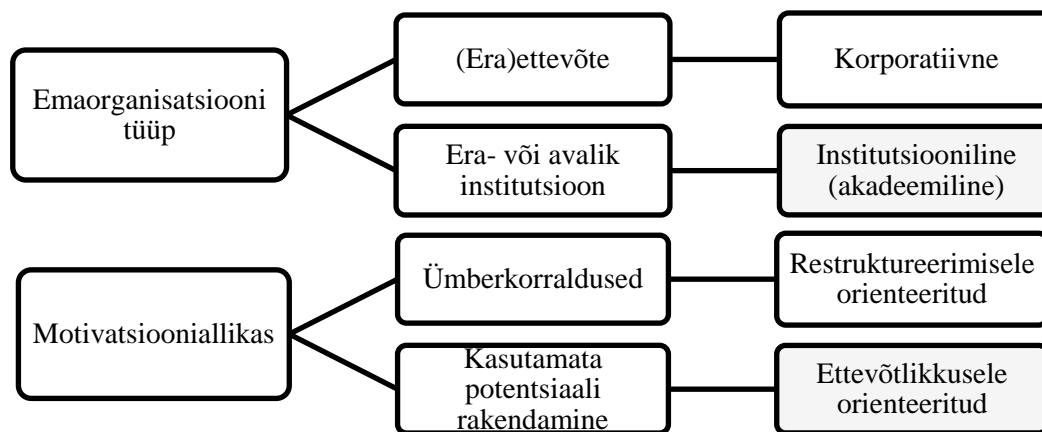 Emaorganisatsiooni
tüüp
(Era)ettevõte
Korporatiivne
Era- või avalik
institutsioon
Institutsiooniline
(akadeemiline)
Motivatsiooniallikas
Ümberkorraldused
Restruktureerimisele
orienteeritud
Kasutamata
potentsiaali
rakendamine
Ettevõtlikkusele
orienteeritud